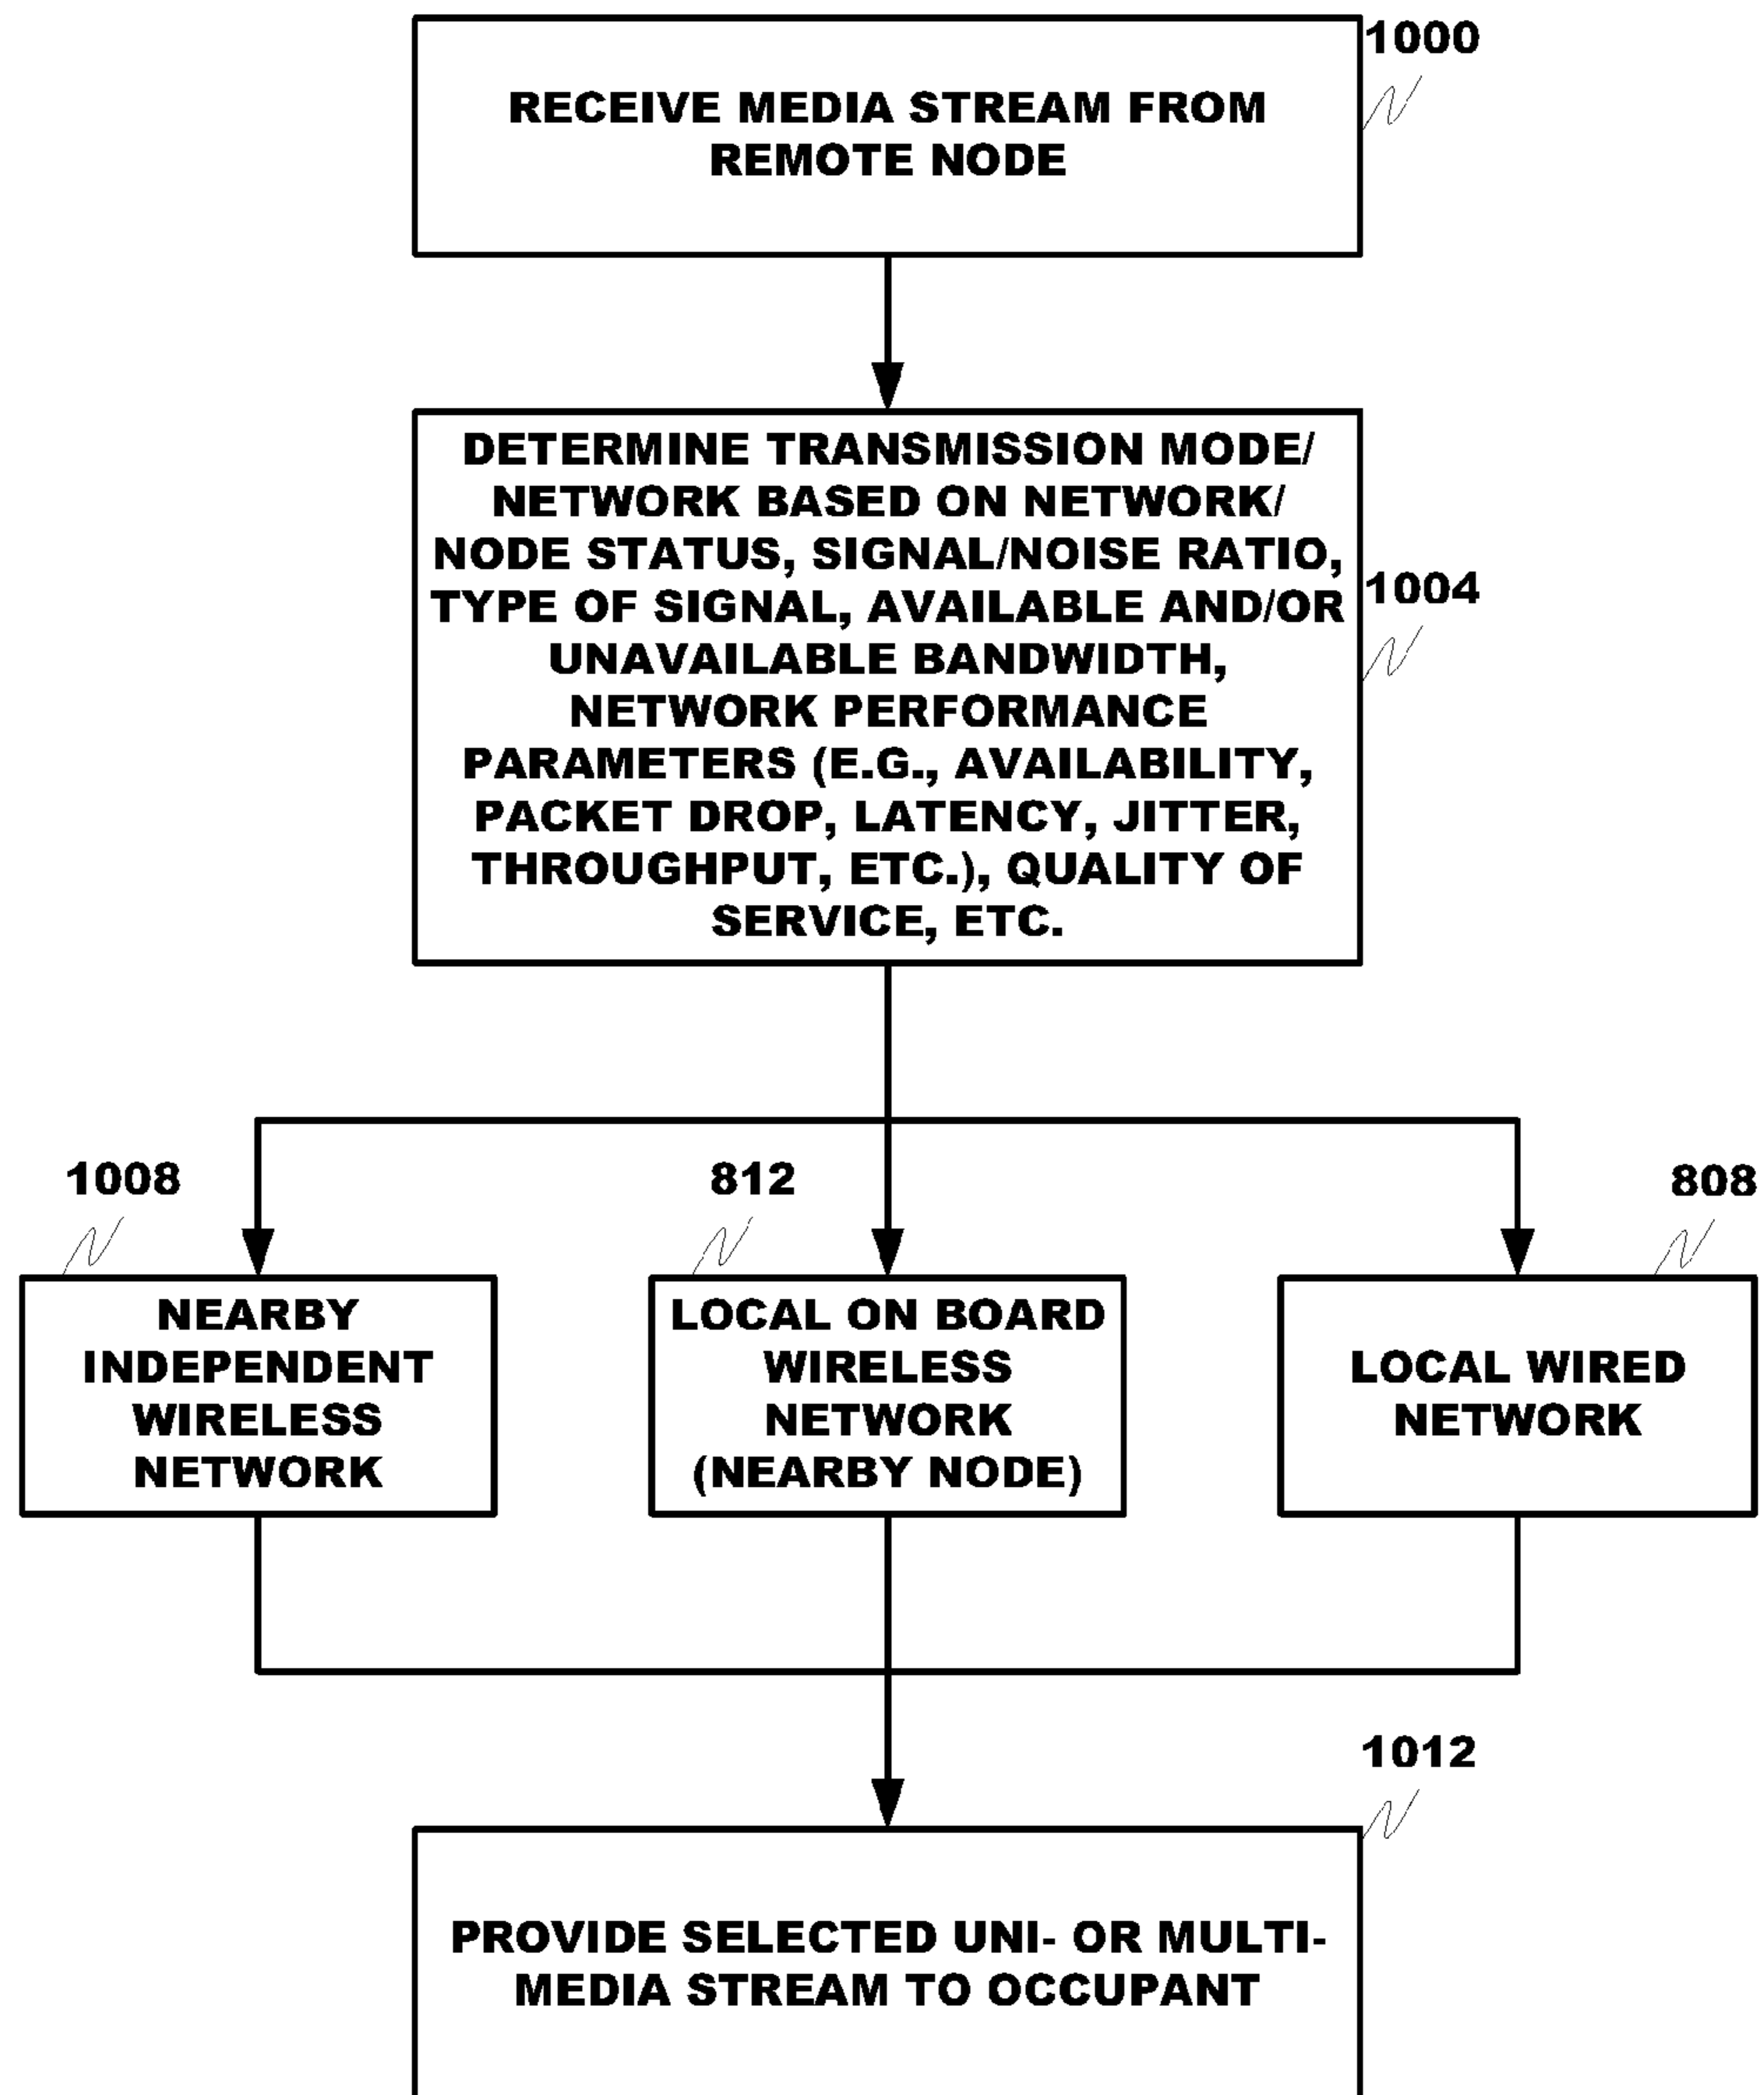 1000
RECEIVE MEDIA STREAM FROM
REMOTE NODE
DETERMINE TRANSMISSION MODE/
NETWORK BASED ON NETWORK/
NODE STATUS, SIGNAL/NOISE RATIO,
TYPE OF SIGNAL, AVAILABLE AND/OR
UNAVAILABLE BANDWIDTH,
NETWORK PERFORMANCE
PARAMETERS (E.G., AVAILABILITY,
PACKET DROP, LATENCY, JITTER,
THROUGHPUT, ETC.), QUALITY OF
SERVICE, ETC.
1004
1008
NEARBY
INDEPENDENT
WIRELESS
NETWORK
812
LOCAL ON BOARD
WIRELESS
NETWORK
(NEARBY NODE)
808
LOCAL WIRED
NETWORK
1012
PROVIDE SELECTED UNI- OR MULTI-
MEDIA STREAM TO OCCUPANT